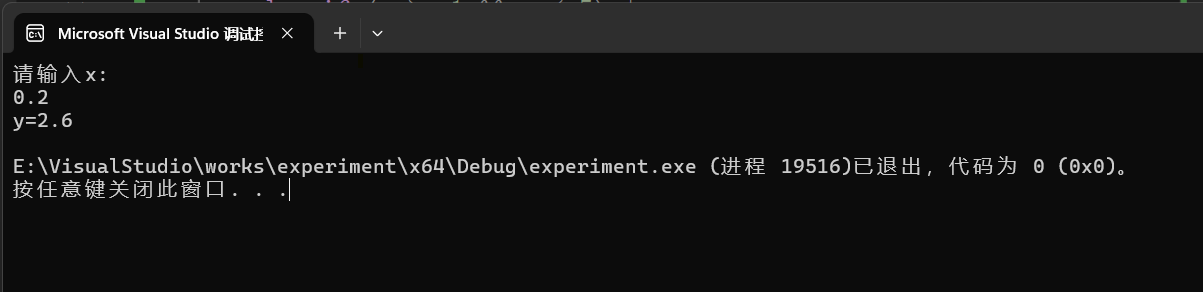 Microsoft Visual Studio 调试
请输入x:
0.2
y=2.6
E:\VisualStudio\works\experiment\x64\Debug\experiment.exe (进程 19516)已退出，代码为 0 (0x0)。
按任意键关闭此窗口. . .